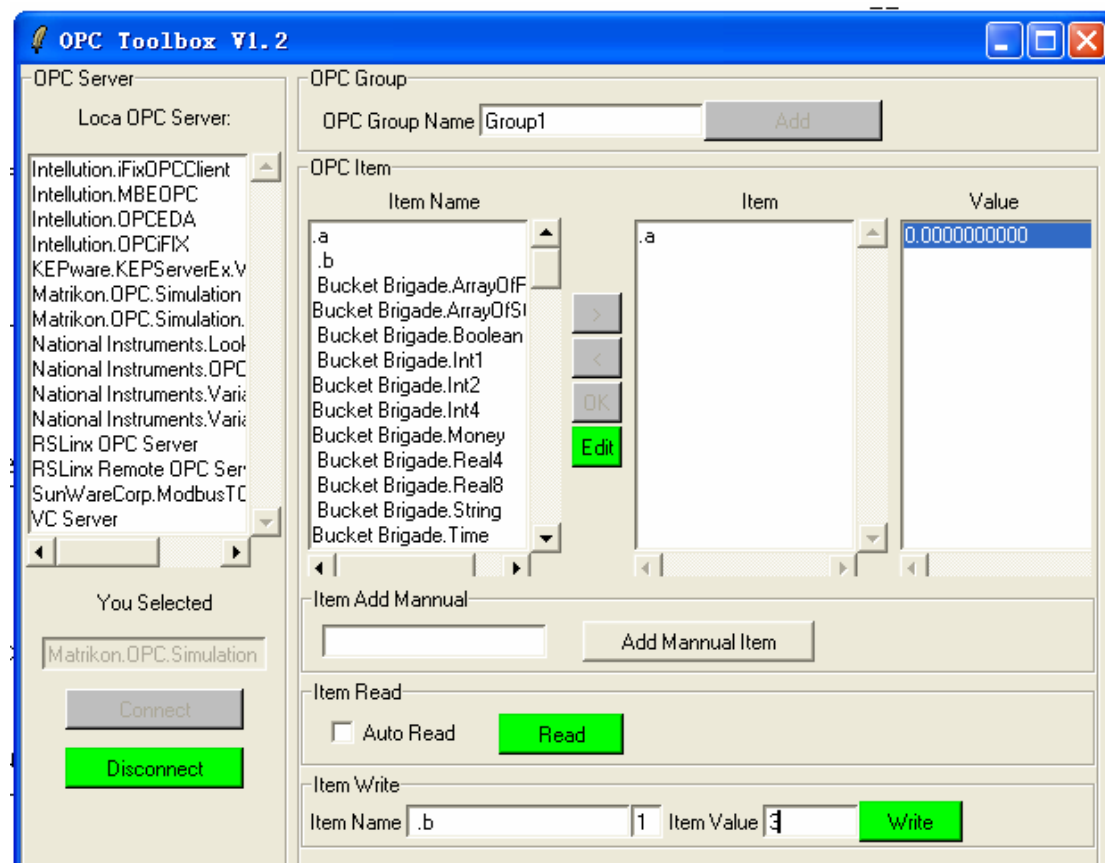 OPC Toolbox V1.2
OPC Server
Loca OPC Server:
Intellution.iFixOPCClient
Intellution.MBEOPC
Intellution.OPCEDA
Intellution.OPCiFIX
KEPware.KEPServerEx.V
Matrikon.OPC.Simulation
Matrikon.OPC.Simulation.
National Instruments.Look
National Instruments.OPC
National Instruments.Varia
National Instruments.Varia
RSLinx OPC Server
RSLinx Remote OPC Ser
SunWareCorp.ModbusTC
VC Server
You Selected
Matrikon.OPC.Simulation
Connect
Disconnect
OPC Group
OPC Group Name Group1 Add
OPC Item
Item Name Item Value
.a
.b
Bucket Brigade.ArrayOfF
Bucket Brigade.ArrayOfSt
Bucket Brigade.Boolean
Bucket Brigade.Int1
Bucket Brigade.Int2
Bucket Brigade.Int4
Bucket Brigade.Money
Bucket Brigade.Real4
Bucket Brigade.Real8
Bucket Brigade.String
Bucket Brigade.Time
>
<
OK
Edit
.a
0.0000000000
Item Add Mannual
Add Mannual Item
Item Read
Auto Read Read
Item Write
Item Name .b 1 Item Value 3 Write